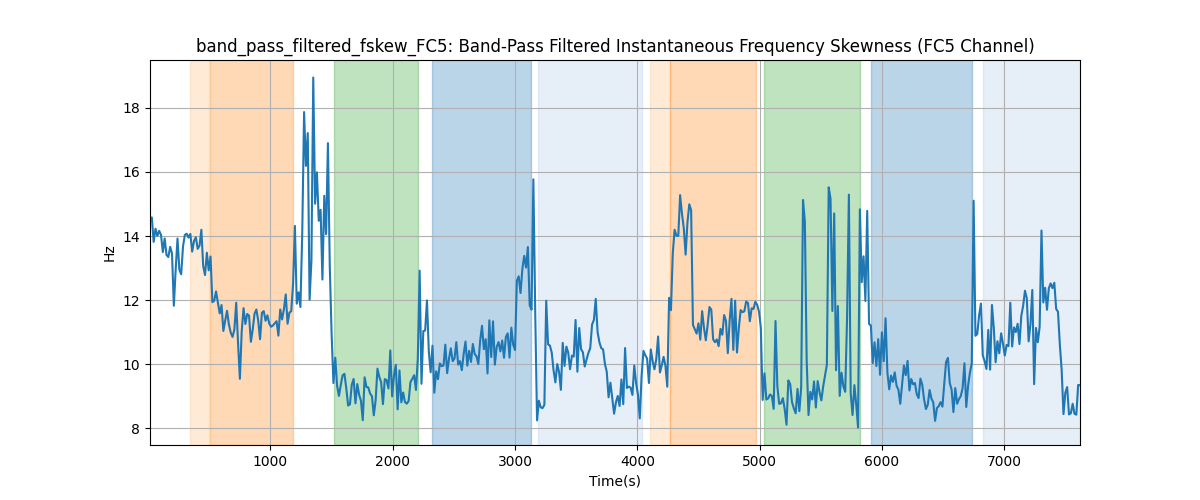 band_pass_filtered_fskew_FC5: Band-Pass Filtered Instantaneous Frequency Skewness (FC5 Channel)
18
16
14
12
10
8
Hz
1000 2000 3000 4000 5000 6000 7000
Time(s)